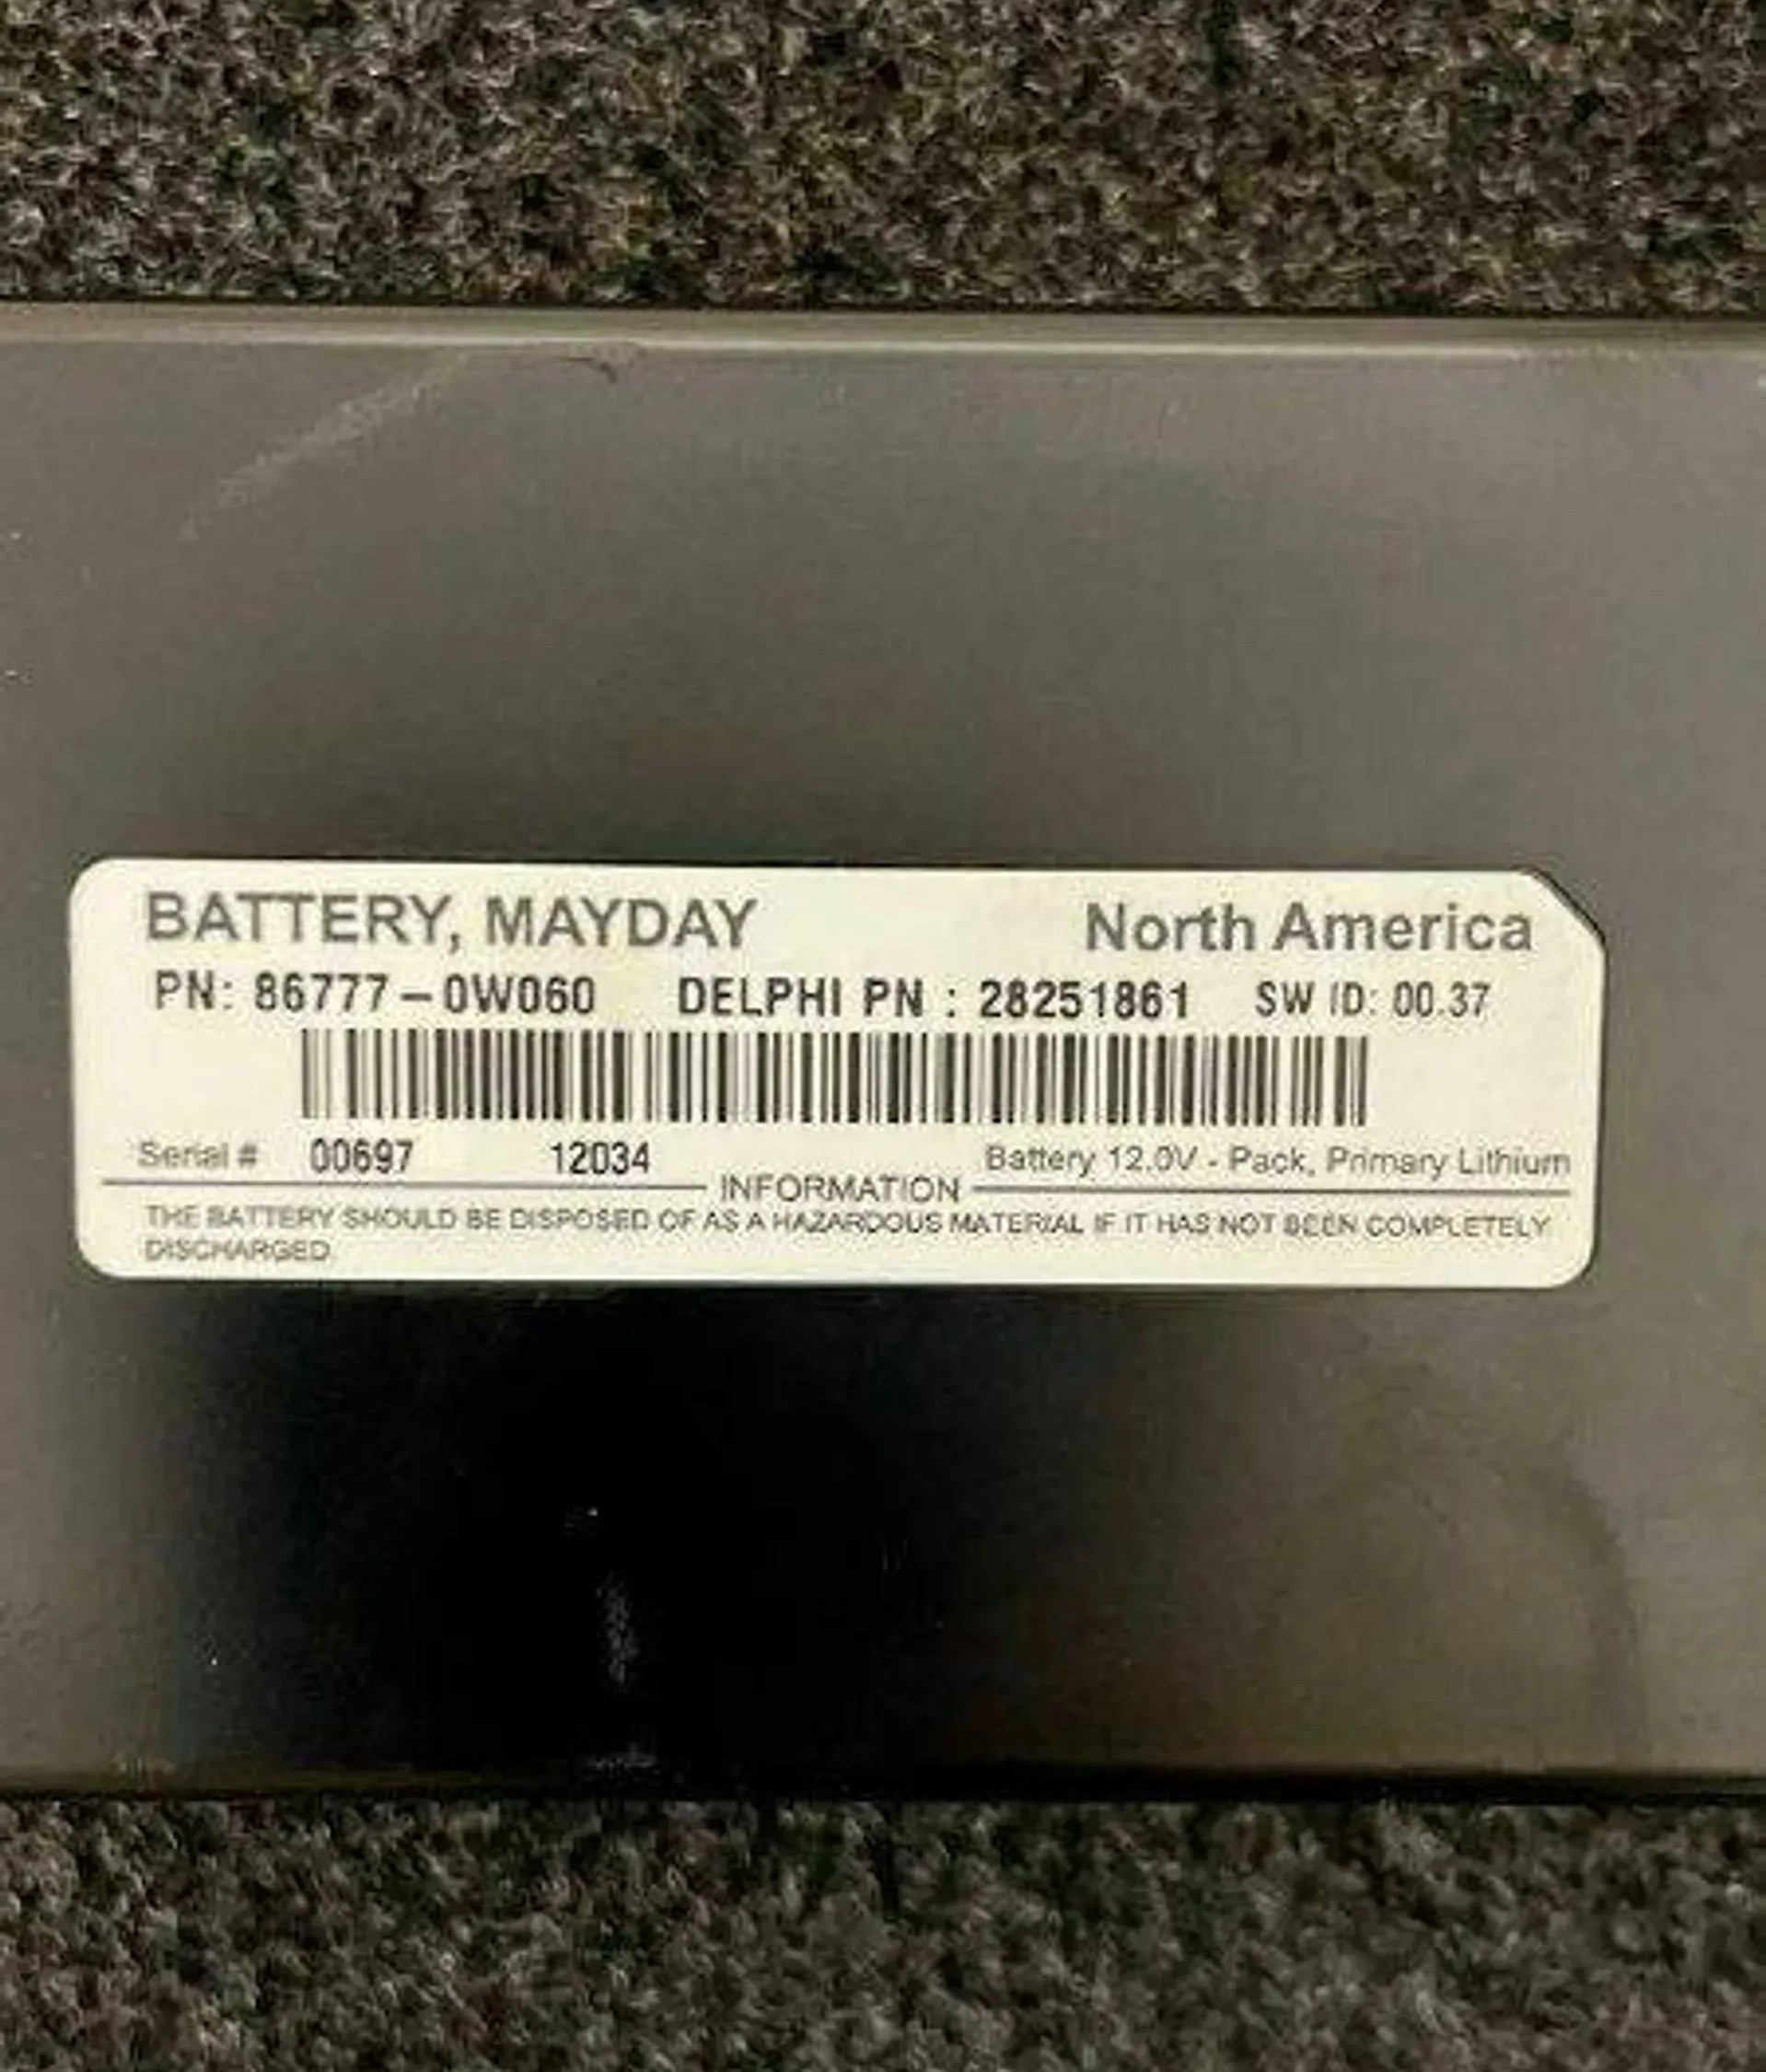 BATTERY, MAYDAY North America
PN: 86777-0W060 DELPHI PN : 28251861 SW ID: 00.37
Serial # 00697 12034 Battery 12.0V - Pack, Primary Lithium
INFORMATION
THE BATTERY SHOULD BE DISPOSED OF AS A HAZARDOUS MATERIAL IF IT HAS NOT BEEN COMPLETELY
DISCHARGED.